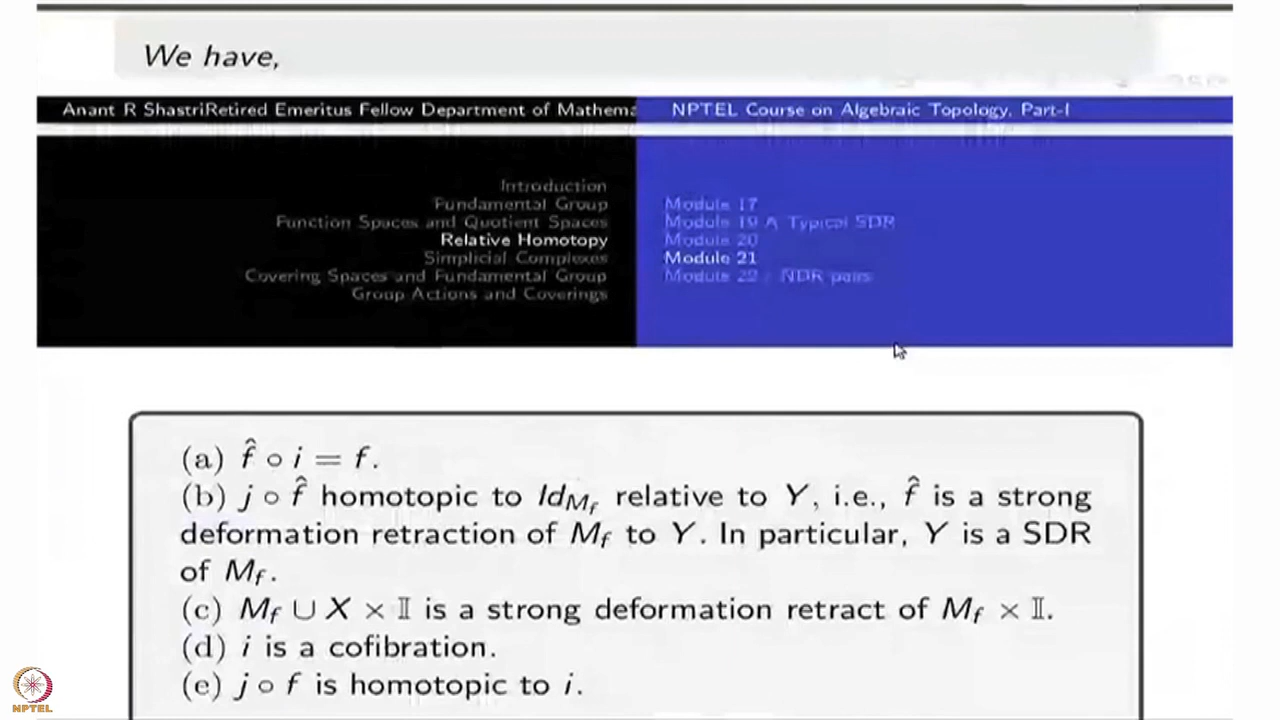 We have,
Anant R ShastriRetired Emeritus Fellow Department of Mathema
NPTEL Course on Algebraic Topology, Part-I
Introduction
Fundamental Group
Function Spaces and Quotient Spaces
Relative Homotopy
Simplicial Complexes
Covering Spaces and Fundamental Group
Group Actions and Coverings
Module 17
Module 19 A Typical SDR
Module 20
Module 21
Module 22 : NDR pairs
(a) f̂ ∘ i = f.
(b) j ∘ f̂ homotopic to Id_{M_f} relative to Y, i.e., f̂ is a strong
deformation retraction of M_f to Y. In particular, Y is a SDR
of M_f.
(c) M_f ∪ X × 𝕀 is a strong deformation retract of M_f × 𝕀.
(d) i is a cofibration.
(e) j ∘ f is homotopic to i.
NPTEL